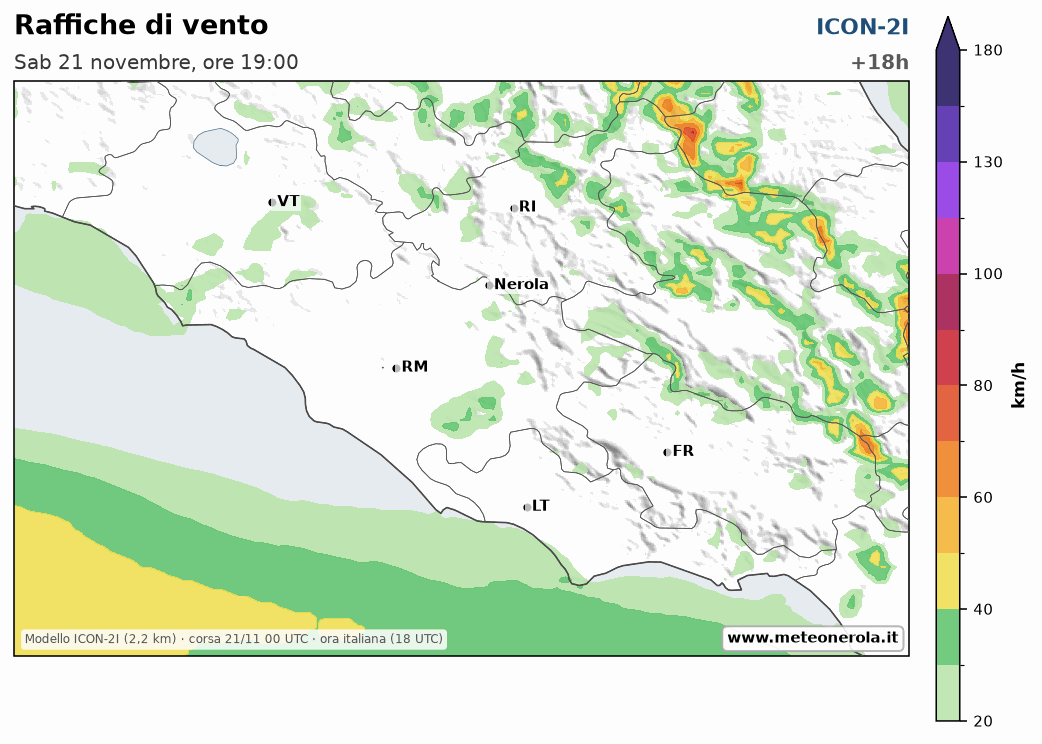 Raffiche di vento
ICON-2I
Sab 21 novembre, ore 19:00
+18h
VT
RI
Nerola
RM
FR
LT
Modello ICON-2I (2,2 km) · corsa 21/11 00 UTC · ora italiana (18 UTC)
www.meteonerola.it
180
130
100
80
60
40
20
km/h